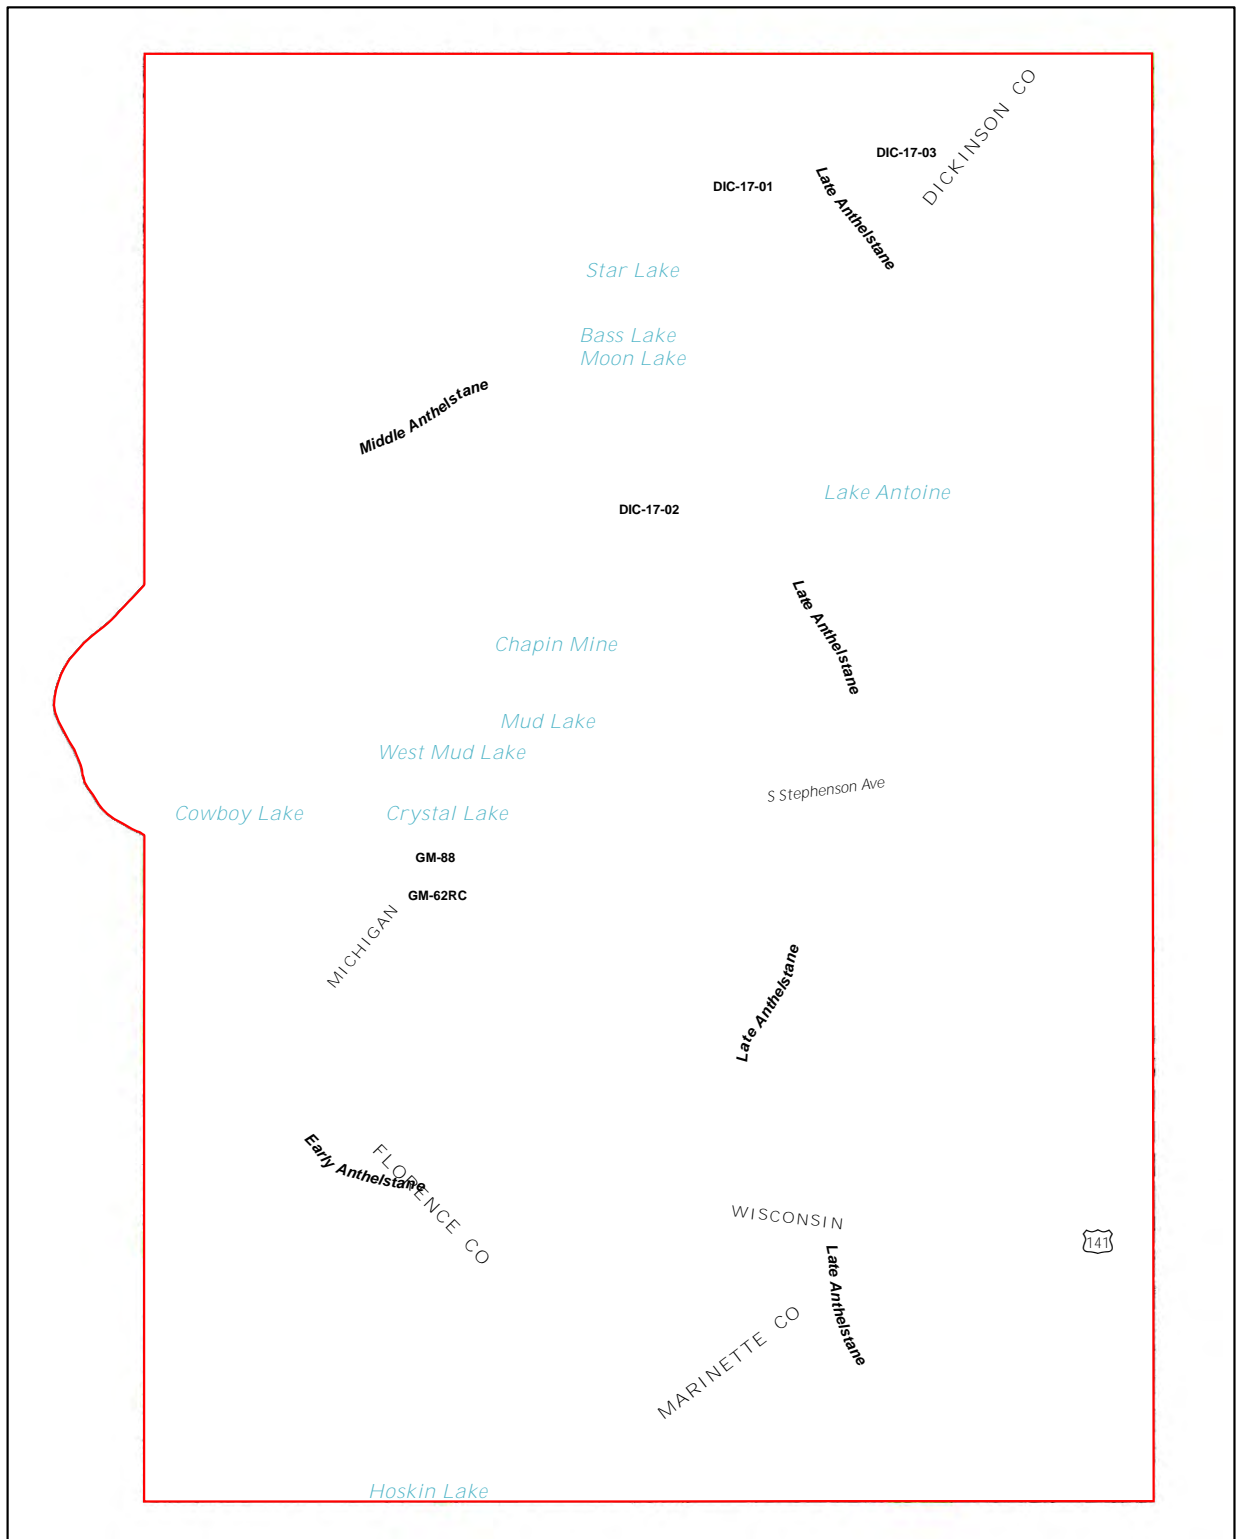 DICKINSON CO
DIC-17-03
DIC-17-01
Late Anthelstane
Star Lake
Bass Lake
Moon Lake
Middle Anthelstane
Lake Antoine
DIC-17-02
Late Anthelstane
Chapin Mine
Mud Lake
West Mud Lake
S Stephenson Ave
Cowboy Lake
Crystal Lake
GM-88
GM-62RC
MICHIGAN
Late Anthelstane
Early Anthelstane
FLORENCE CO
WISCONSIN
141
Late Anthelstane
MARINETTE CO
Hoskin Lake